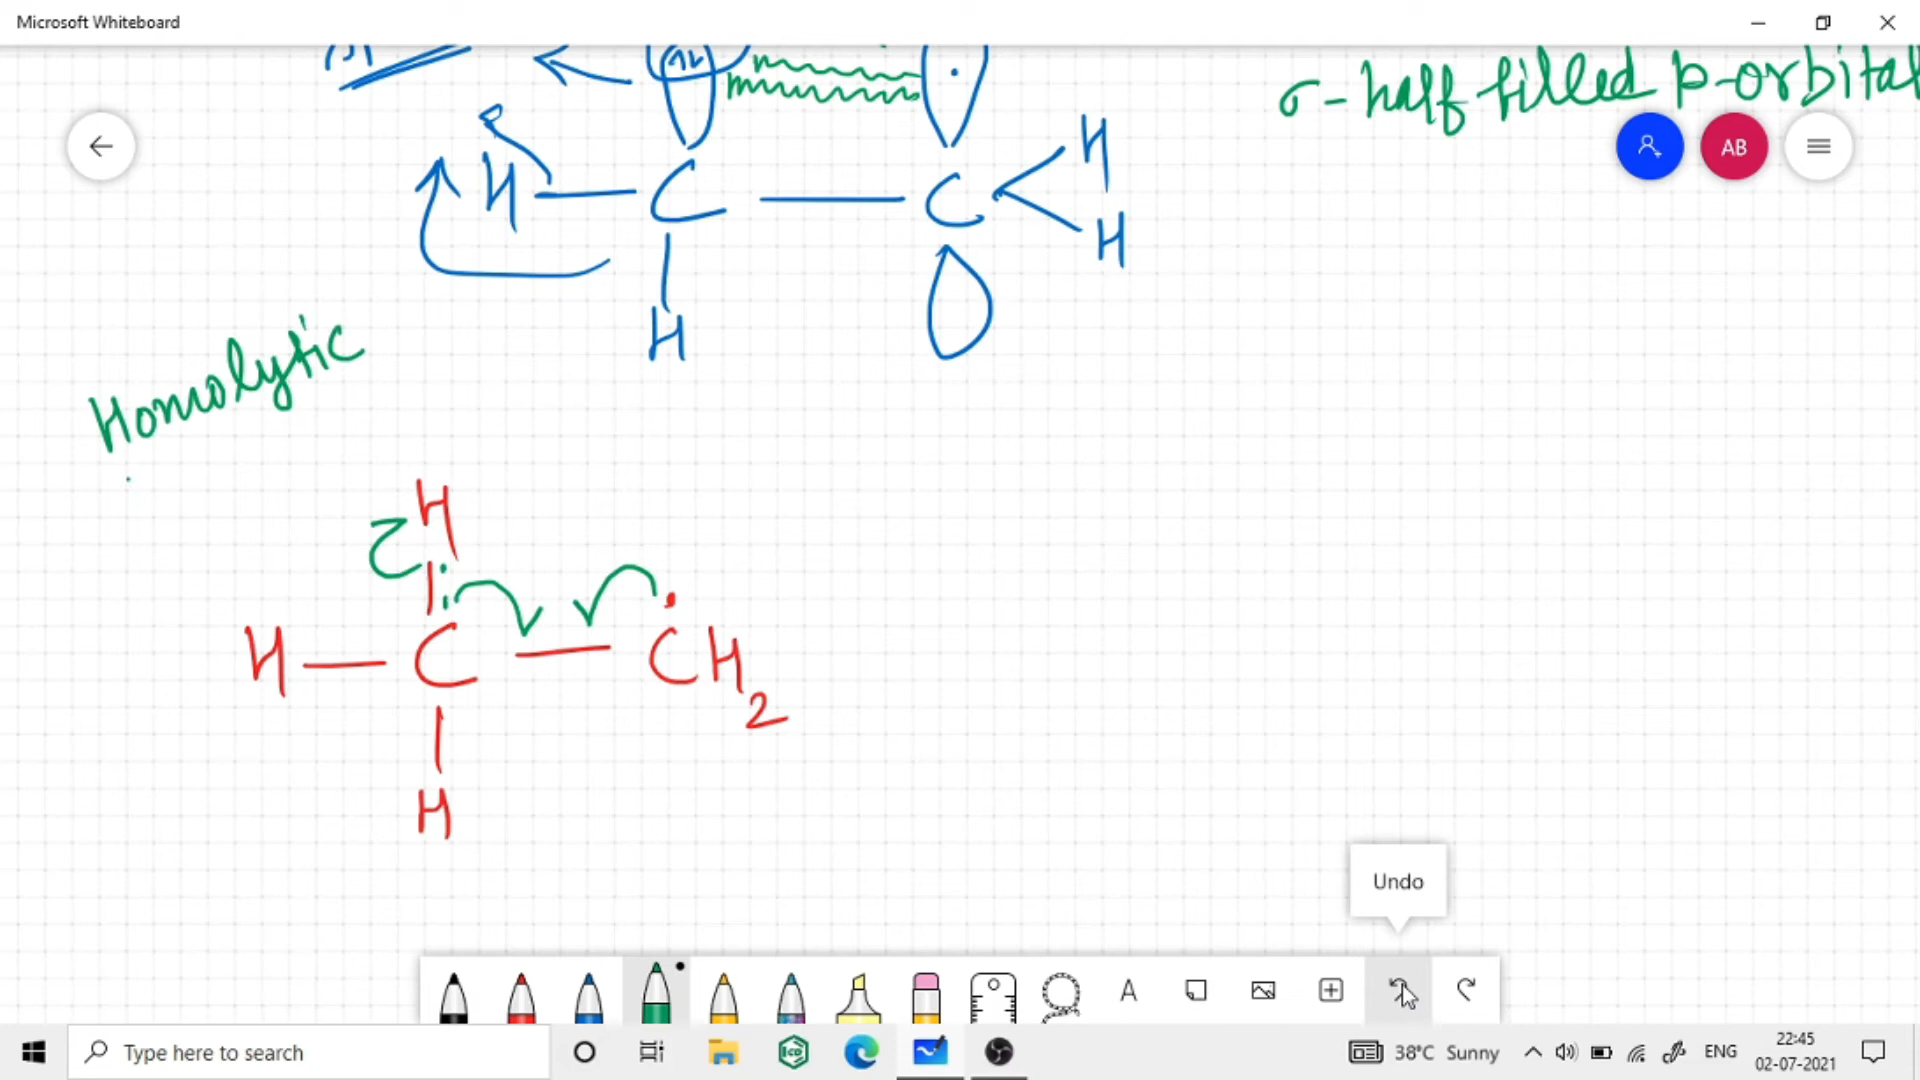 Microsoft Whiteboard
σ - half filled p-orbital
AB
H
H — C — C
H
H
H
Homolytic
H
H — C — CH2
H
Undo
A
Type here to search
38°C Sunny
ENG
22:45
02-07-2021